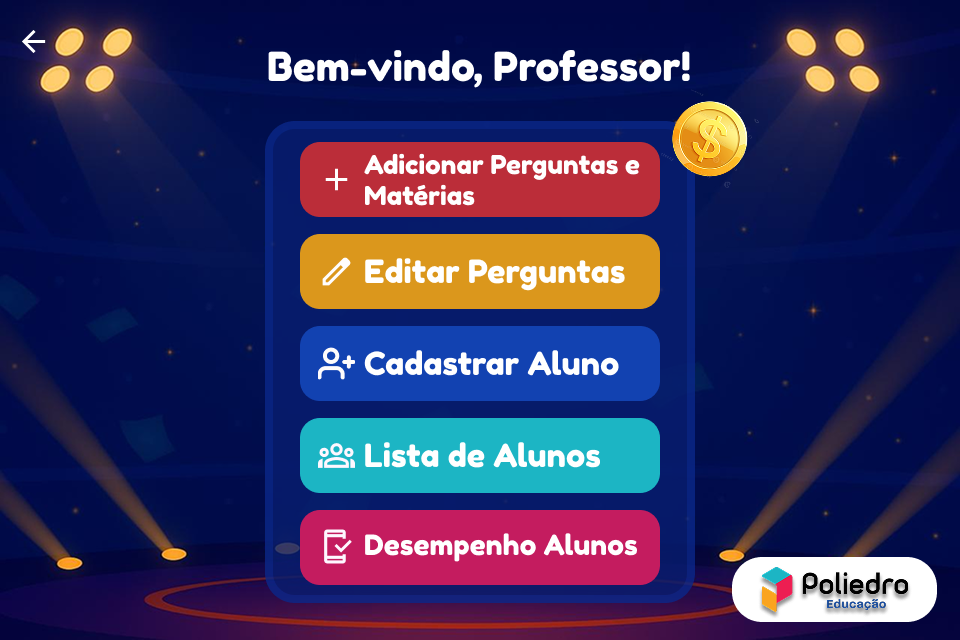 Bem-vindo, Professor!
$
Adicionar Perguntas e
Matérias
Editar Perguntas
Cadastrar Aluno
Lista de Alunos
Desempenho Alunos
Poliedro
Educação